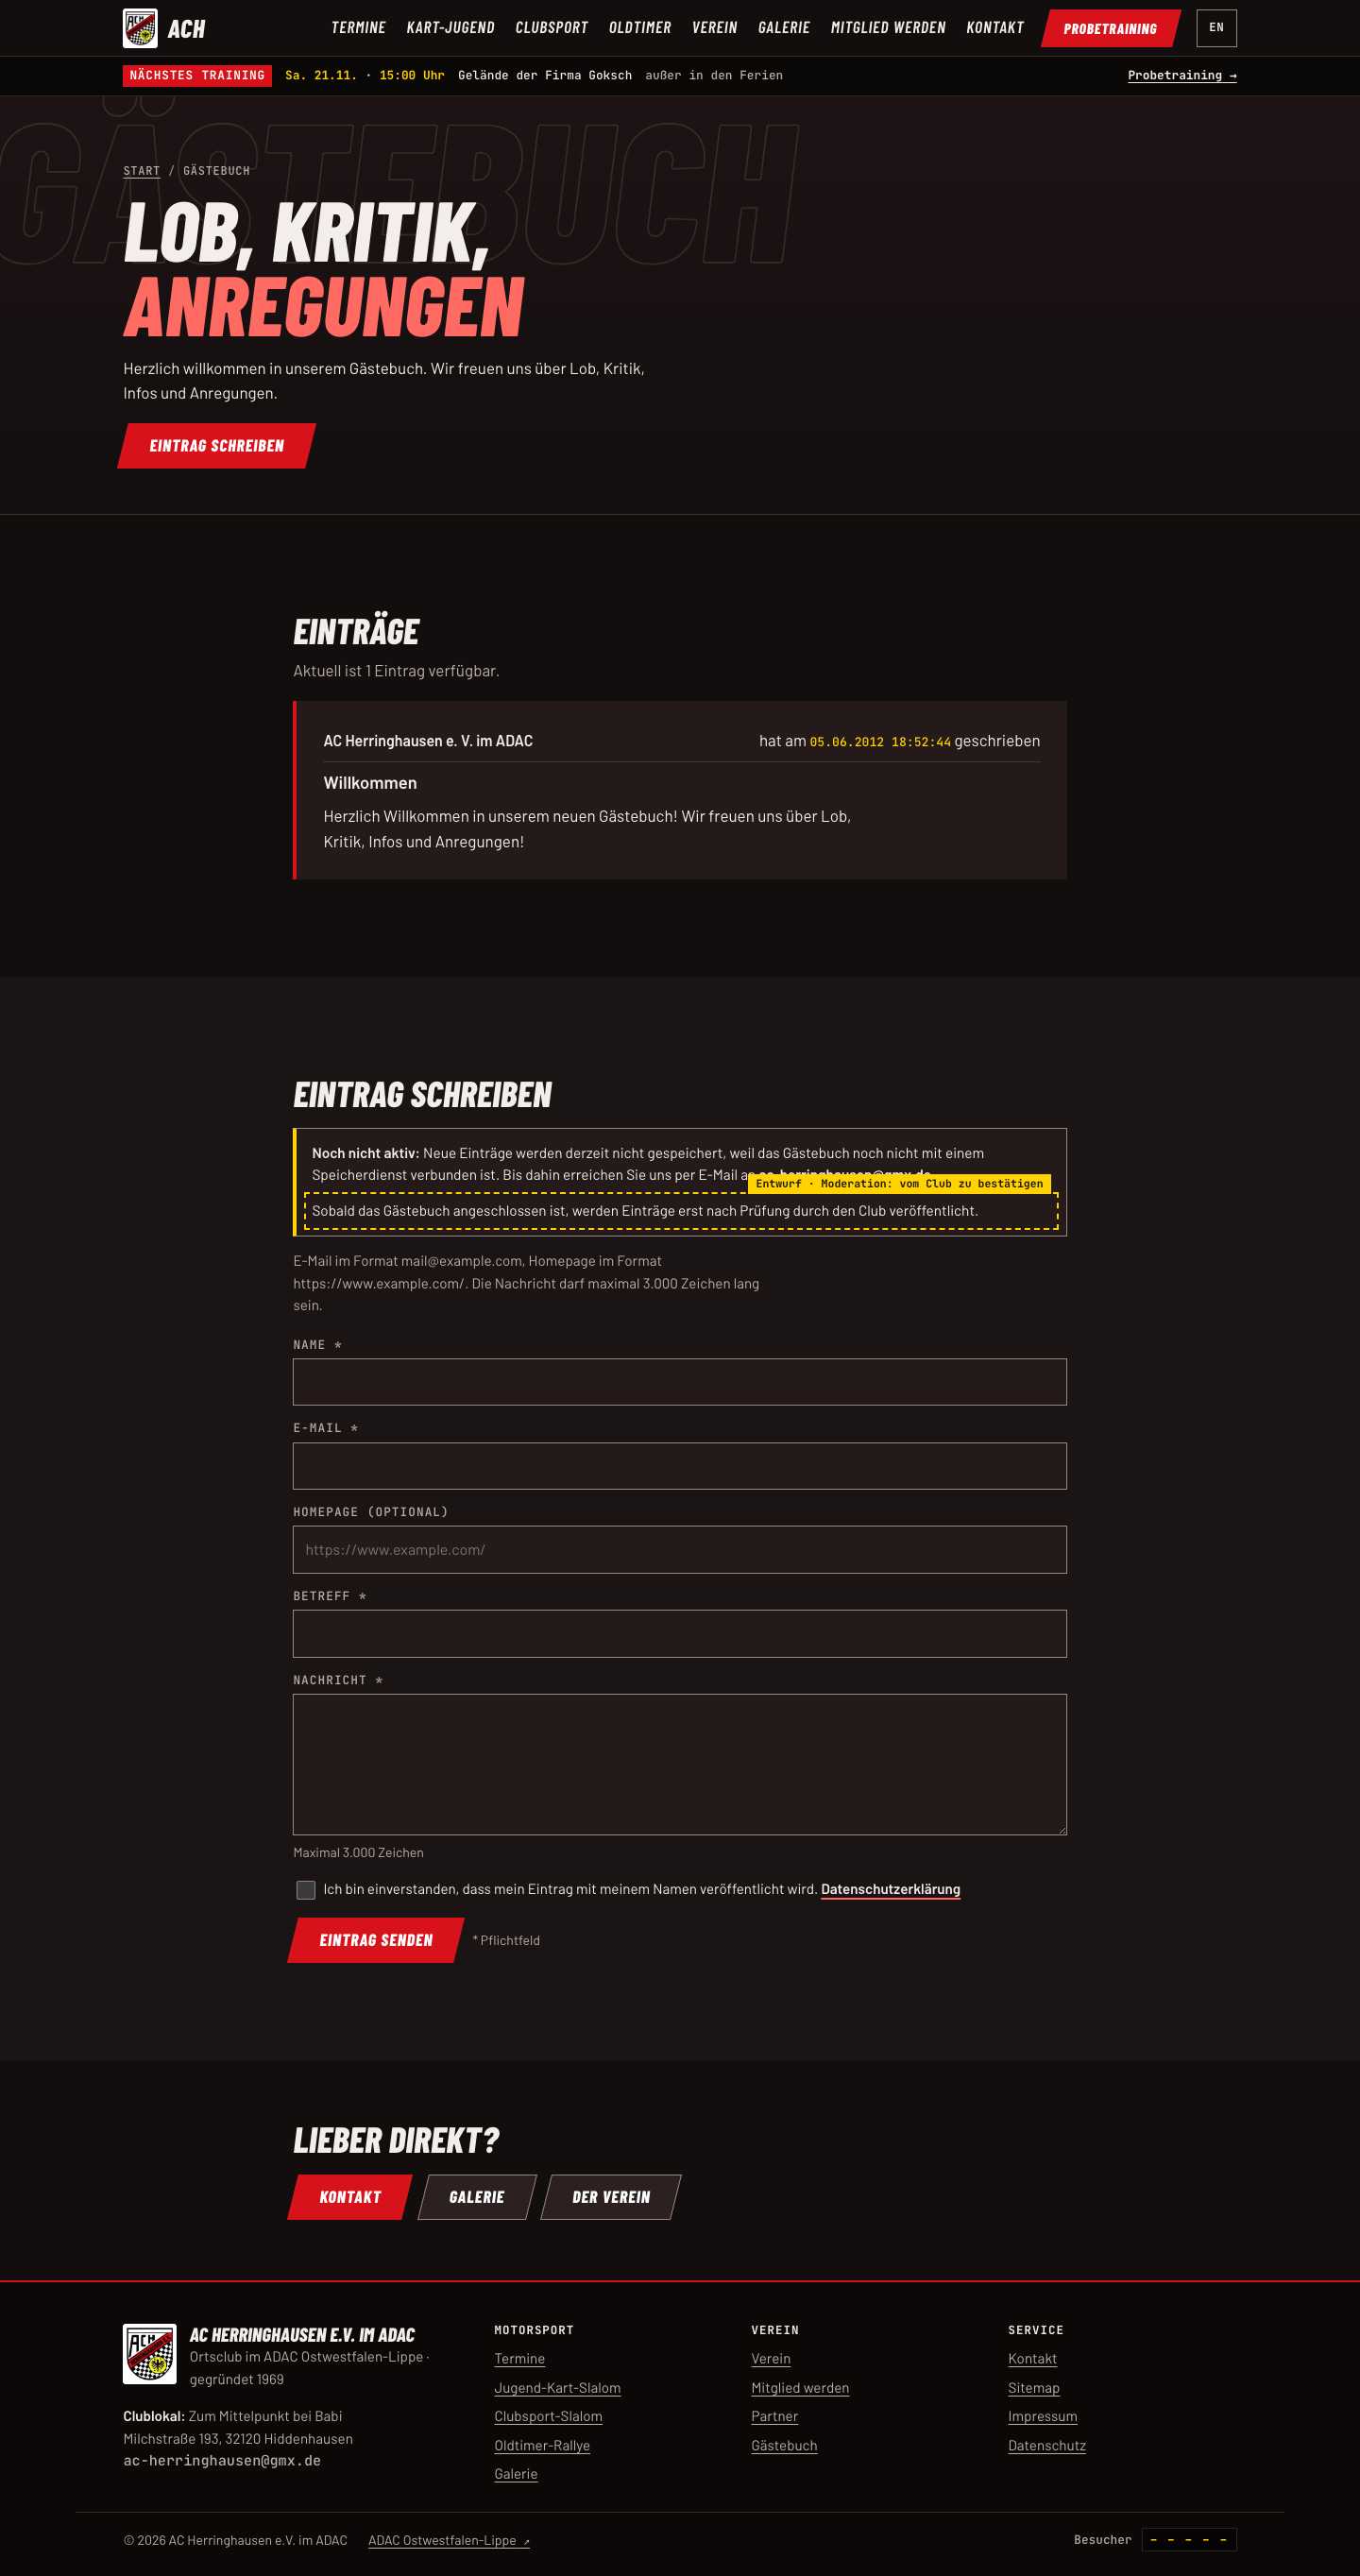 ACH
TERMINE KART-JUGEND CLUBSPORT OLDTIMER VEREIN GALERIE MITGLIED WERDEN KONTAKT PROBETRAINING EN
NÄCHSTES TRAINING Sa. 21.11. · 15:00 Uhr Gelände der Firma Goksch außer in den Ferien Probetraining →
GÄSTEBUCH
START / GÄSTEBUCH
LOB, KRITIK,
ANREGUNGEN
Herzlich willkommen in unserem Gästebuch. Wir freuen uns über Lob, Kritik,
Infos und Anregungen.
EINTRAG SCHREIBEN
EINTRÄGE
Aktuell ist 1 Eintrag verfügbar.
AC Herringhausen e. V. im ADAC hat am 05.06.2012 18:52:44 geschrieben
Willkommen
Herzlich Willkommen in unserem neuen Gästebuch! Wir freuen uns über Lob,
Kritik, Infos und Anregungen!
EINTRAG SCHREIBEN
Noch nicht aktiv: Neue Einträge werden derzeit nicht gespeichert, weil das Gästebuch noch nicht mit einem
Speicherdienst verbunden ist. Bis dahin erreichen Sie uns per E-Mail
Entwurf · Moderation: vom Club zu bestätigen
Sobald das Gästebuch angeschlossen ist, werden Einträge erst nach Prüfung durch den Club veröffentlicht.
E-Mail im Format mail@example.com, Homepage im Format
https://www.example.com/. Die Nachricht darf maximal 3.000 Zeichen lang
sein.
NAME *
E-MAIL *
HOMEPAGE (OPTIONAL)
https://www.example.com/
BETREFF *
NACHRICHT *
Maximal 3.000 Zeichen
Ich bin einverstanden, dass mein Eintrag mit meinem Namen veröffentlicht wird. Datenschutzerklärung
EINTRAG SENDEN * Pflichtfeld
LIEBER DIREKT?
KONTAKT GALERIE DER VEREIN
ACH
AC HERRINGHAUSEN E.V. IM ADAC
Ortsclub im ADAC Ostwestfalen-Lippe ·
gegründet 1969
Clublokal: Zum Mittelpunkt bei Babi
Milchstraße 193, 32120 Hiddenhausen
ac-herringhausen@gmx.de
MOTORSPORT
Termine
Jugend-Kart-Slalom
Clubsport-Slalom
Oldtimer-Rallye
Galerie
VEREIN
Verein
Mitglied werden
Partner
Gästebuch
SERVICE
Kontakt
Sitemap
Impressum
Datenschutz
© 2026 AC Herringhausen e.V. im ADAC ADAC Ostwestfalen-Lippe ↗ Besucher – – – – –